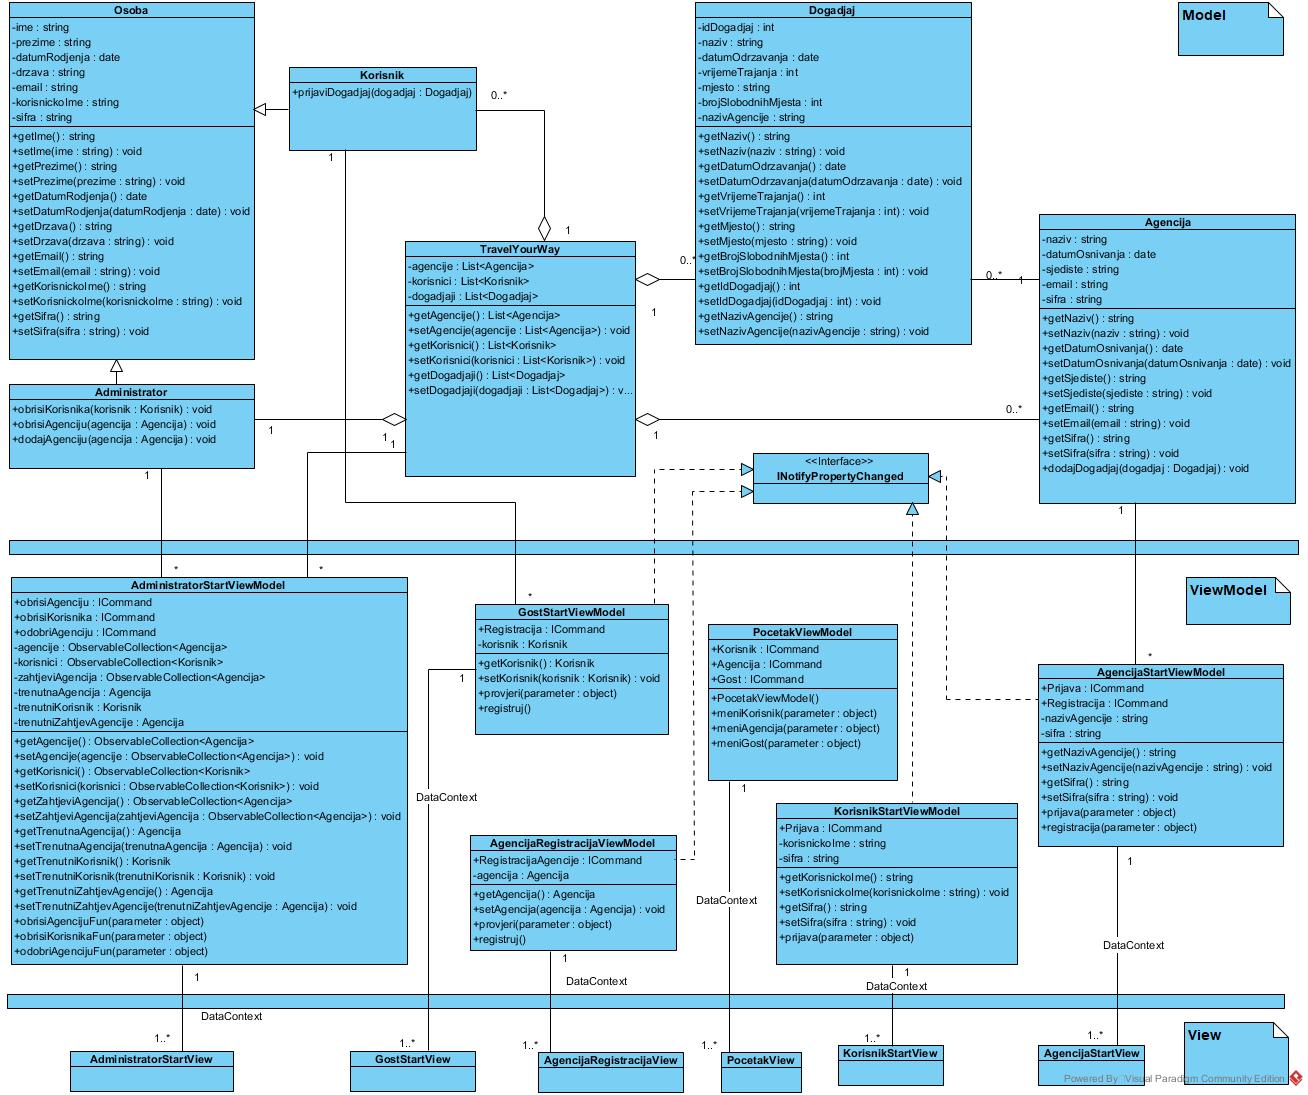 Osoba
-ime : string
-prezime : string
-datumRodjenja : date
-drzava : string
-email : string
-korisnickoIme : string
-sifra : string
+getIme() : string
+setIme(ime : string) : void
+getPrezime() : string
+setPrezime(prezime : string) : void
+getDatumRodjenja() : date
+setDatumRodjenja(datumRodjenja : date) : void
+getDrzava() : string
+setDrzava(drzava : string) : void
+getEmail() : string
+setEmail(email : string) : void
+getKorisnickoIme() : string
+setKorisnickoIme(korisnickoIme : string) : void
+getSifra() : string
+setSifra(sifra : string) : void
Korisnik
+prijaviDogadjaj(dogadjaj : Dogadjaj)
0..*
1
1
Dogadjaj
-idDogadjaj : int
-naziv : string
-datumOdrzavanja : date
-vrijemeTrajanja : int
-mjesto : string
-brojSlobodnihMjesta : int
-nazivAgencije : string
+getNaziv() : string
+setNaziv(naziv : string) : void
+getDatumOdrzavanja() : date
+setDatumOdrzavanja(datumOdrzavanja : date) : void
+getVrijemeTrajanja() : int
+setVrijemeTrajanja(vrijemeTrajanja : int) : void
+getMjesto() : string
+setMjesto(mjesto : string) : void
+getBrojSlobodnihMjesta() : int
+setBrojSlobodnihMjesta(brojMjesta : int) : void
+getIdDogadjaj() : int
+setIdDogadjaj(idDogadjaj : int) : void
+getNazivAgencije() : string
+setNazivAgencije(nazivAgencije : string) : void
Model
Agencija
-naziv : string
-datumOsnivanja : date
-sjediste : string
-email : string
-sifra : string
+getNaziv() : string
+setNaziv(naziv : string) : void
+getDatumOsnivanja() : date
+setDatumOsnivanja(datumOsnivanja : date) : void
+getSjediste() : string
+setSjediste(sjediste : string) : void
+getEmail() : string
+setEmail(email : string) : void
+getSifra() : string
+setSifra(sifra : string) : void
+dodajDogadjaj(dogadjaj : Dogadjaj) : void
0..*
1
TravelYourWay
-agencije : List<Agencija>
-korisnici : List<Korisnik>
-dogadjaji : List<Dogadjaj>
+getAgencije() : List<Agencija>
+setAgencije(agencije : List<Agencija>) : void
+getKorisnici() : List<Korisnik>
+setKorisnici(korisnici : List<Korisnik>) : void
+getDogadjaji() : List<Dogadjaj>
+setDogadjaji(dogadjaji : List<Dogadjaj>) : v...
0..*
1
0..*
1
Administrator
+obrisiKorisnika(korisnik : Korisnik) : void
+obrisiAgenciju(agencija : Agencija) : void
+dodajAgenciju(agencija : Agencija) : void
1
1
1
1
<<Interface>>
INotifyPropertyChanged
1
*
*
*
*
ViewModel
AdministratorStartViewModel
+obrisiAgenciju : ICommand
+obrisiKorisnika : ICommand
+odobriAgenciju : ICommand
-agencije : ObservableCollection<Agencija>
-korisnici : ObservableCollection<Korisnik>
-zahtjeviAgencija : ObservableCollection<Agencija>
-trenutnaAgencija : Agencija
-trenutniKorisnik : Korisnik
-trenutniZahtjevAgencije : Agencija
+getAgencije() : ObservableCollection<Agencija>
+setAgencije(agencije : ObservableCollection<Agencija>) : void
+getKorisnici() : ObservableCollection<Korisnik>
+setKorisnici(korisnici : ObservableCollection<Korisnik>) : void
+getZahtjeviAgencija() : ObservableCollection<Agencija>
+setZahtjeviAgencija(zahtjeviAgencija : ObservableCollection<Agencija>) : void
+getTrenutnaAgencija() : Agencija
+setTrenutnaAgencija(trenutnaAgencija : Agencija) : void
+getTrenutniKorisnik() : Korisnik
+setTrenutniKorisnik(trenutniKorisnik : Korisnik) : void
+getTrenutniZahtjevAgencije() : Agencija
+setTrenutniZahtjevAgencije(trenutniZahtjevAgencije : Agencija) : void
+obrisiAgencijuFun(parameter : object)
+obrisiKorisnikaFun(parameter : object)
+odobriAgencijuFun(parameter : object)
GostStartViewModel
+Registracija : ICommand
-korisnik : Korisnik
+getKorisnik() : Korisnik
+setKorisnik(korisnik : Korisnik) : void
+provjeri(parameter : object)
+registruj()
1
PocetakViewModel
+Korisnik : ICommand
+Agencija : ICommand
+Gost : ICommand
+PocetakViewModel()
+meniKorisnik(parameter : object)
+meniAgencija(parameter : object)
+meniGost(parameter : object)
1
AgencijaStartViewModel
+Prijava : ICommand
+Registracija : ICommand
-nazivAgencije : string
-sifra : string
+getNazivAgencije() : string
+setNazivAgencije(nazivAgencije : string) : void
+getSifra() : string
+setSifra(sifra : string) : void
+prijava(parameter : object)
+registracija(parameter : object)
1
DataContext
KorisnikStartViewModel
+Prijava : ICommand
-korisnickoIme : string
-sifra : string
+getKorisnickoIme() : string
+setKorisnickoIme(korisnickoIme : string) : void
+getSifra() : string
+setSifra(sifra : string) : void
+prijava(parameter : object)
AgencijaRegistracijaViewModel
+RegistracijaAgencije : ICommand
-agencija : Agencija
+getAgencija() : Agencija
+setAgencija(agencija : Agencija) : void
+provjeri(parameter : object)
+registruj()
DataContext
DataContext
1
1
1
DataContext
DataContext
DataContext
View
1..*
1..*
1..*
1..*
1..*
1..*
AdministratorStartView
GostStartView
AgencijaRegistracijaView
PocetakView
KorisnikStartView
AgencijaStartView
Powered By Visual Paradigm Community Edition